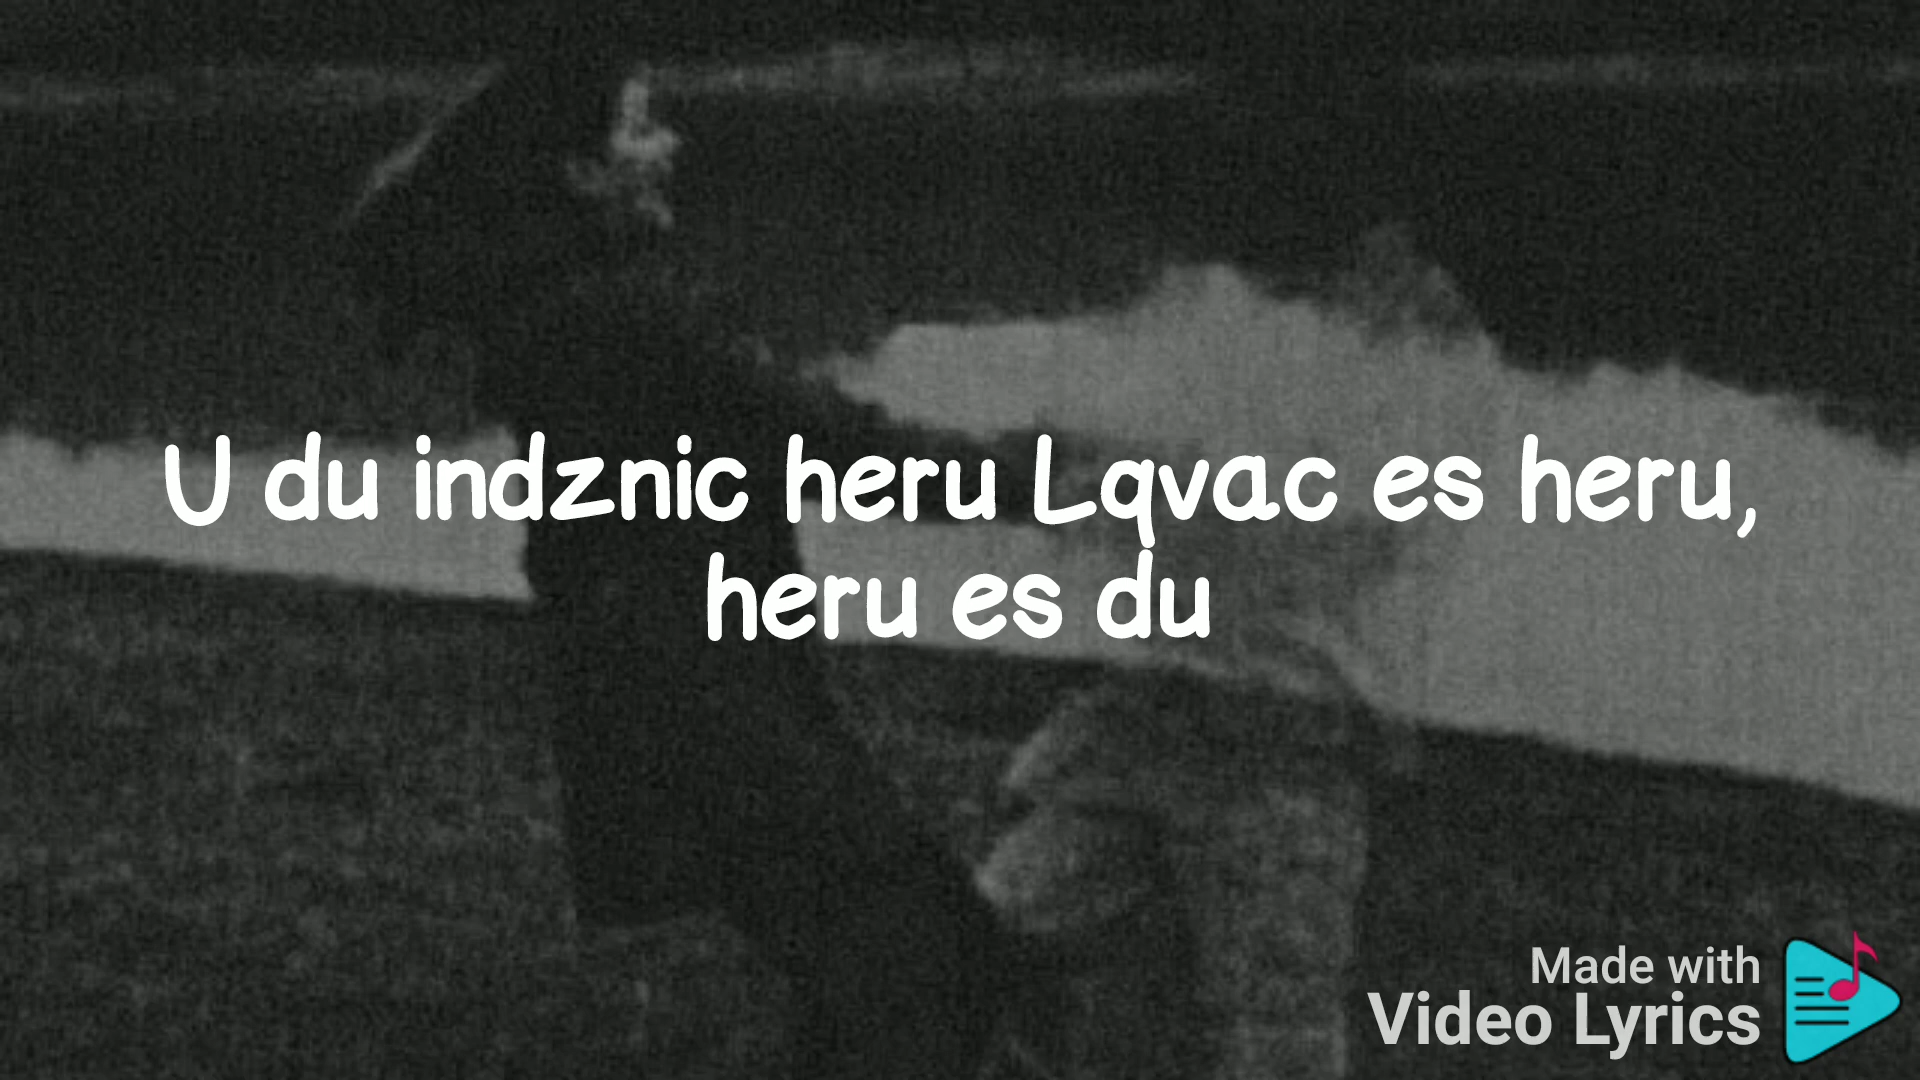 U du indznic heru Lqvac es heru,
heru es du
Made with
Video Lyrics